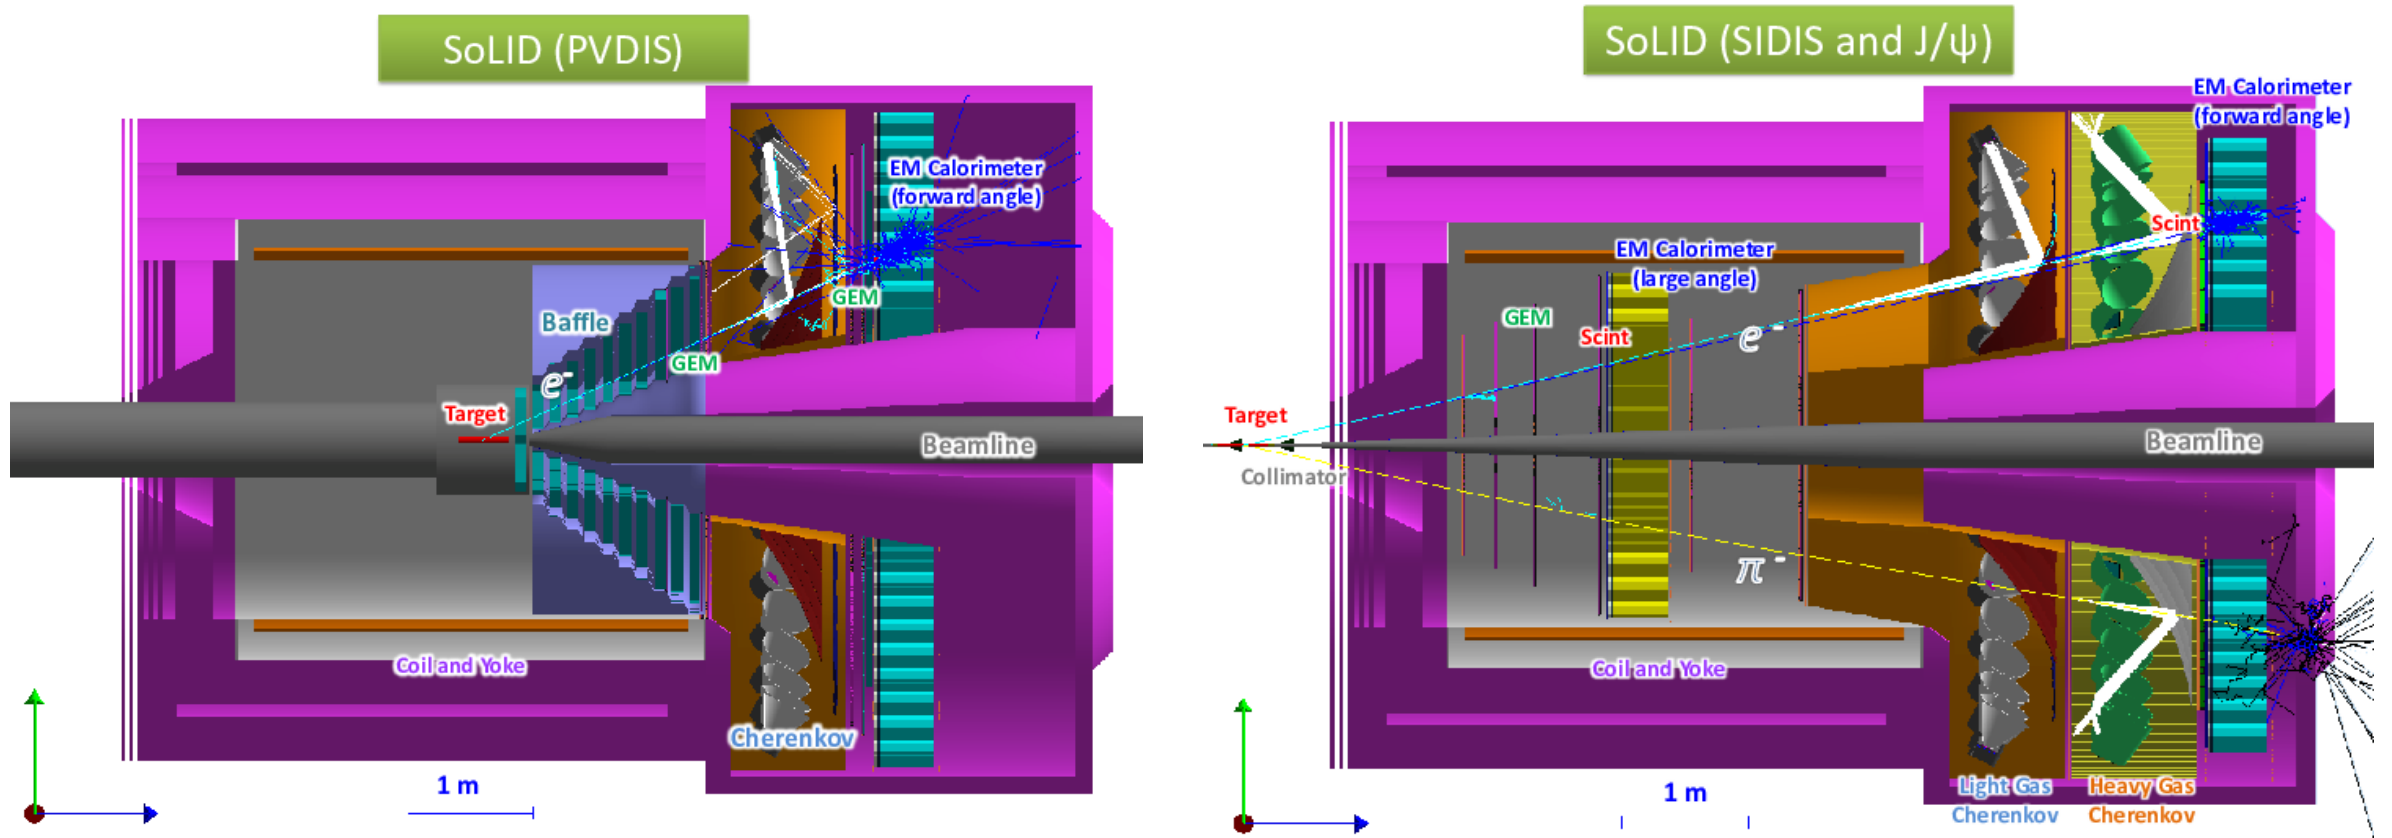 SoLID (PVDIS)
EM Calorimeter
(forward angle)
GEM
Baffle
GEM
e-
Target
Beamline
Coil and Yoke
Cherenkov
1 m
SoLID (SIDIS and J/ψ)
EM Calorimeter
(forward angle)
Scint
EM Calorimeter
(large angle)
GEM
Scint
e-
Target
Beamline
Collimator
π-
Coil and Yoke
Light Gas
Cherenkov
Heavy Gas
Cherenkov
1 m